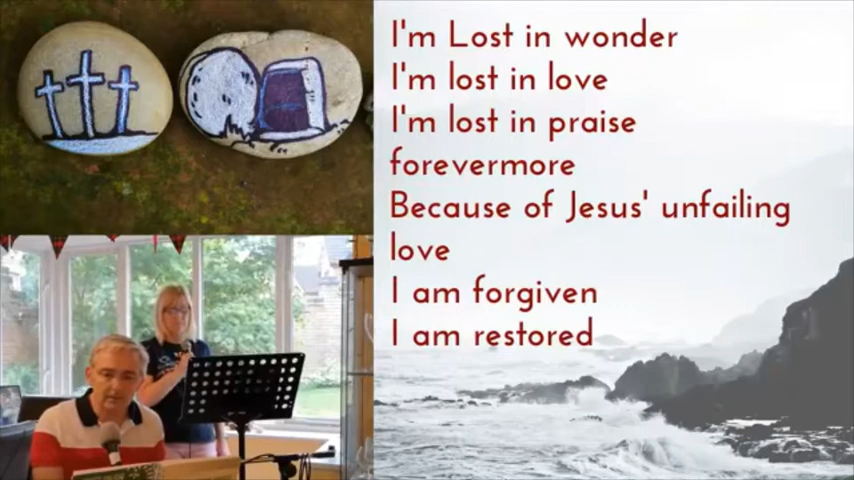 I'm Lost in wonder
I'm lost in love
I'm lost in praise
forevermore
Because of Jesus' unfailing
love
I am forgiven
I am restored